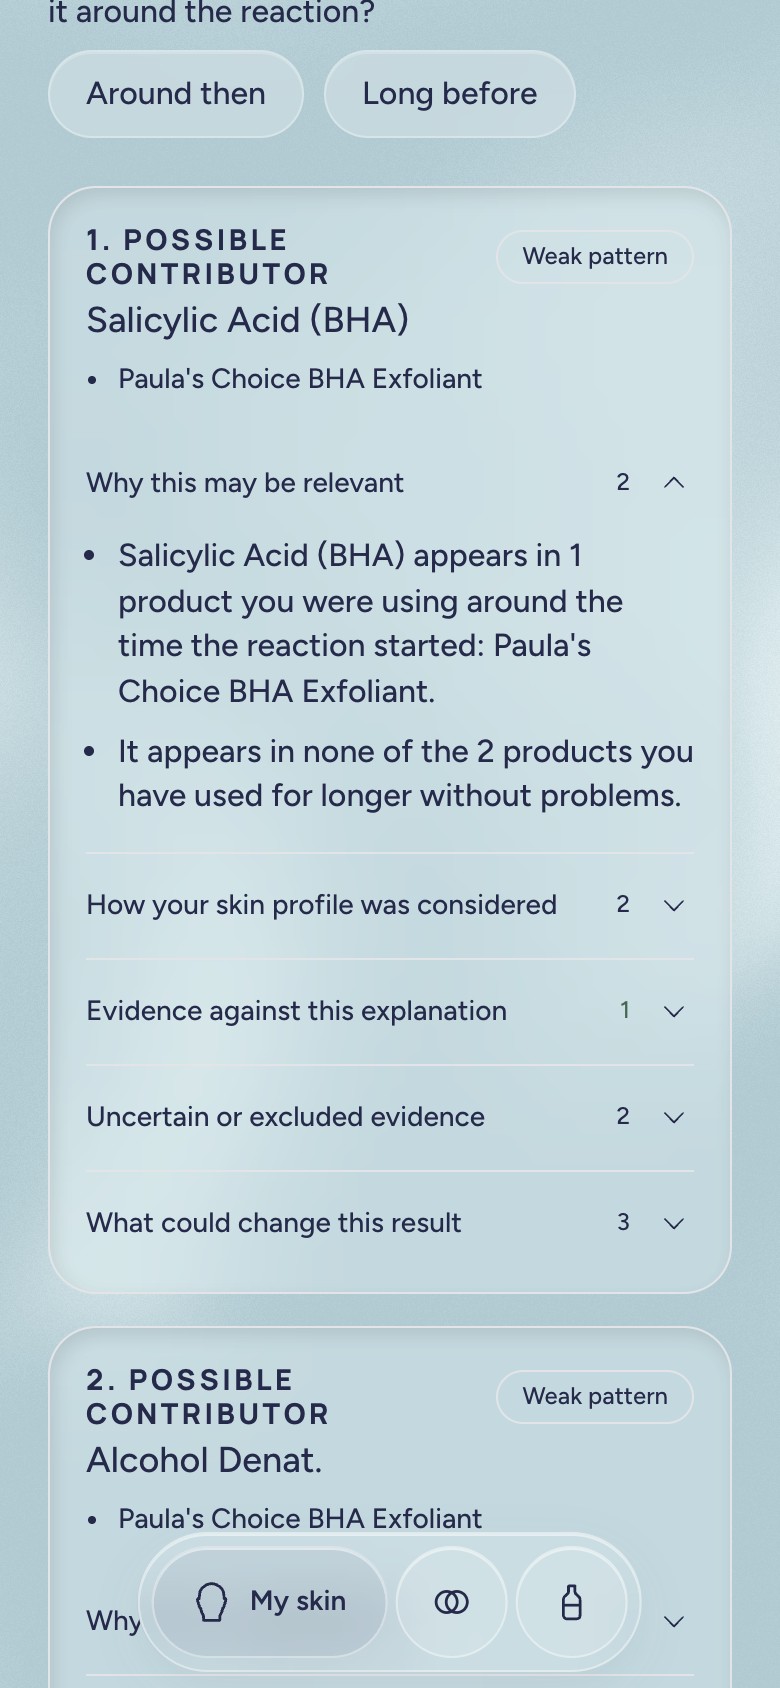 it around the reaction?
Around then
Long before
1. POSSIBLE
CONTRIBUTOR
Weak pattern
Salicylic Acid (BHA)
• Paula's Choice BHA Exfoliant
Why this may be relevant 2
• Salicylic Acid (BHA) appears in 1
product you were using around the
time the reaction started: Paula's
Choice BHA Exfoliant.
• It appears in none of the 2 products you
have used for longer without problems.
How your skin profile was considered 2
Evidence against this explanation 1
Uncertain or excluded evidence 2
What could change this result 3
2. POSSIBLE
CONTRIBUTOR
Weak pattern
Alcohol Denat.
• Paula's Choice BHA Exfoliant
Why
My skin